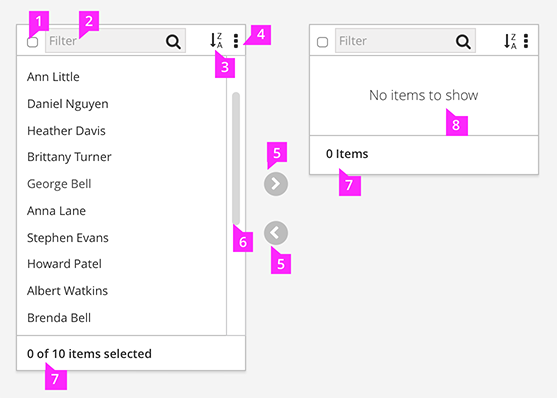 1
2
Filter
Z
A
3
4
Ann Little
Daniel Nguyen
Heather Davis
Brittany Turner
George Bell
Anna Lane
Stephen Evans
Howard Patel
Albert Watkins
Brenda Bell
6
0 of 10 items selected
7
5
5
Filter
Z
A
No items to show
8
0 Items
7